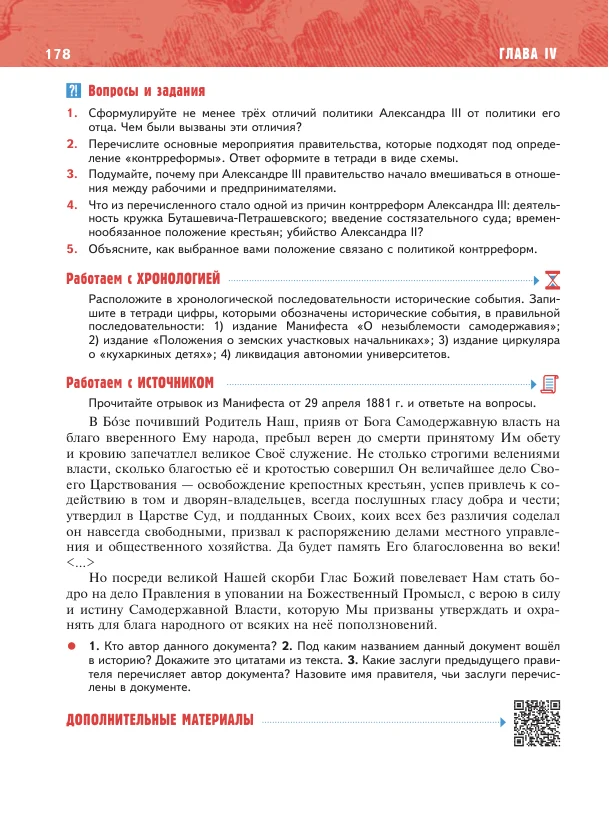 178
ГЛАВА IV
?! Вопросы и задания
1. Сформулируйте не менее трёх отличий политики Александра III от политики его
отца. Чем были вызваны эти отличия?
2. Перечислите основные мероприятия правительства, которые подходят под опреде-
ление «контрреформы». Ответ оформите в тетради в виде схемы.
3. Подумайте, почему при Александре III правительство начало вмешиваться в отноше-
ния между рабочими и предпринимателями.
4. Что из перечисленного стало одной из причин контрреформ Александра III: деятель-
ность кружка Буташевича-Петрашевского; введение состязательного суда; времен-
нообязанное положение крестьян; убийство Александра II?
5. Объясните, как выбранное вами положение связано с политикой контрреформ.
Работаем с ХРОНОЛОГИЕЙ
Расположите в хронологической последовательности исторические события. Запи-
шите в тетради цифры, которыми обозначены исторические события, в правильной
последовательности: 1) издание Манифеста «О незыблемости самодержавия»;
2) издание «Положения о земских участковых начальниках»; 3) издание циркуляра
о «кухаркиных детях»; 4) ликвидация автономии университетов.
Работаем с ИСТОЧНИКОМ
Прочитайте отрывок из Манифеста от 29 апреля 1881 г. и ответьте на вопросы.
В Бо́зе почивший Родитель Наш, прияв от Бога Самодержавную власть на
благо вверенного Ему народа, пребыл верен до смерти принятому Им обету
и кровию запечатлел великое Своё служение. Не столько строгими велениями
власти, сколько благостью её и кротостью совершил Он величайшее дело Сво-
его Царствования — освобождение крепостных крестьян, успев привлечь к со-
действию в том и дворян-владельцев, всегда послушных гласу добра и чести;
утвердил в Царстве Суд, и подданных Своих, коих всех без различия соделал
он навсегда свободными, призвал к распоряжению делами местного управле-
ния и общественного хозяйства. Да будет память Его благословенна во веки!
<...>
Но посреди великой Нашей скорби Глас Божий повелевает Нам стать бо-
дро на дело Правления в уповании на Божественный Промысл, с верою в силу
и истину Самодержавной Власти, которую Мы призваны утверждать и охра-
нять для блага народного от всяких на неё поползновений.
• 1. Кто автор данного документа? 2. Под каким названием данный документ вошёл
в историю? Докажите это цитатами из текста. 3. Какие заслуги предыдущего прави-
теля перечисляет автор документа? Назовите имя правителя, чьи заслуги перечис-
лены в документе.
ДОПОЛНИТЕЛЬНЫЕ МАТЕРИАЛЫ